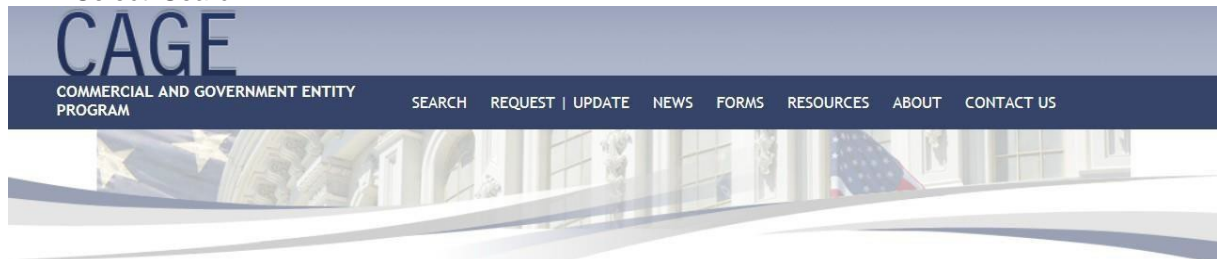 CAGE
COMMERCIAL AND GOVERNMENT ENTITY
PROGRAM
SEARCH REQUEST | UPDATE NEWS FORMS RESOURCES ABOUT CONTACT US